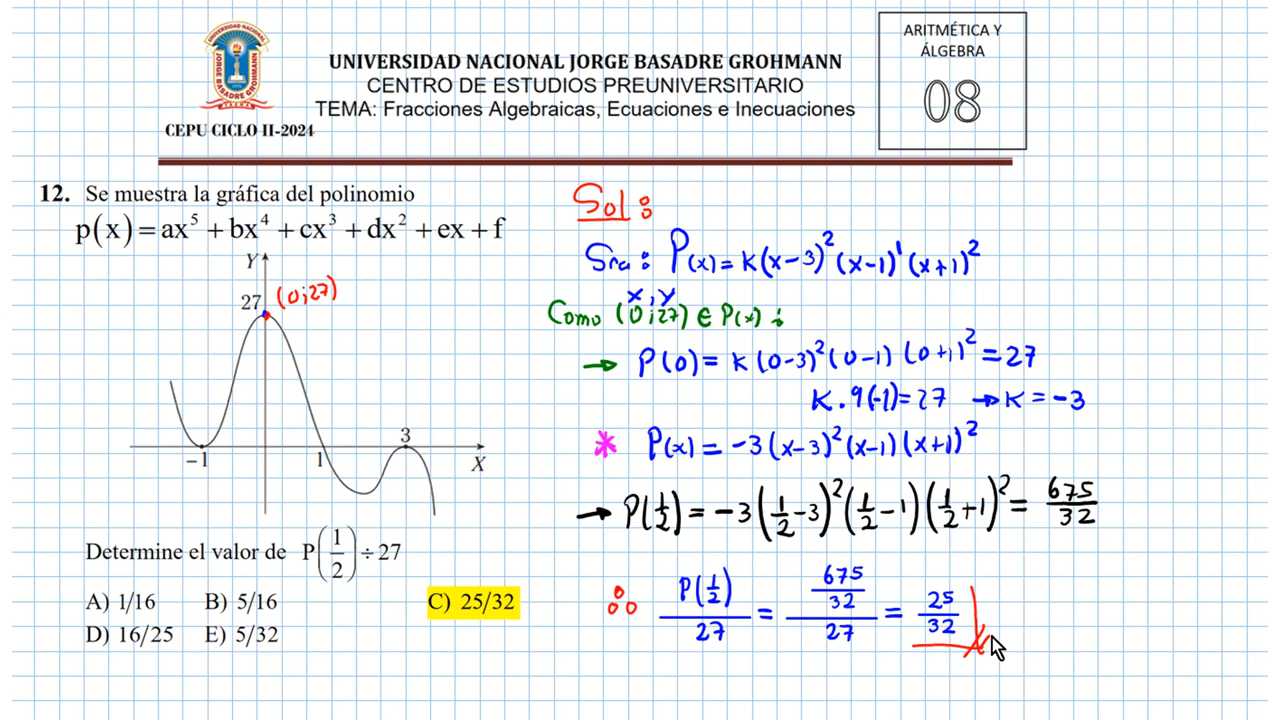 UNIVERSIDAD NACIONAL JORGE BASADRE GROHMANN
CENTRO DE ESTUDIOS PREUNIVERSITARIO
TEMA: Fracciones Algebraicas, Ecuaciones e Inecuaciones
CEPU CICLO II-2024
ARITMÉTICA Y
ÁLGEBRA
08
12. Se muestra la gráfica del polinomio
p(x)=ax⁵+bx⁴+cx³+dx²+ex+f
Y
27
(0;27)
-1
1
3
X
Determine el valor de P(1/2)÷27
A) 1/16 B) 5/16 C) 25/32
D) 16/25 E) 5/32
Sol:
Sea: P(x)=K(x-3)²(x-1)¹(x+1)²
x, y
Como (0;27) ∈ P(x):
→ P(0)=K(0-3)²(0-1)(0+1)²=27
K.9(-1)=27 →K=-3
* P(x)=-3(x-3)²(x-1)(x+1)²
→ P(1/2)=-3(1/2-3)²(1/2-1)(1/2+1)²=675/32
∴ P(1/2)/27 = 675/32/27 = 25/32